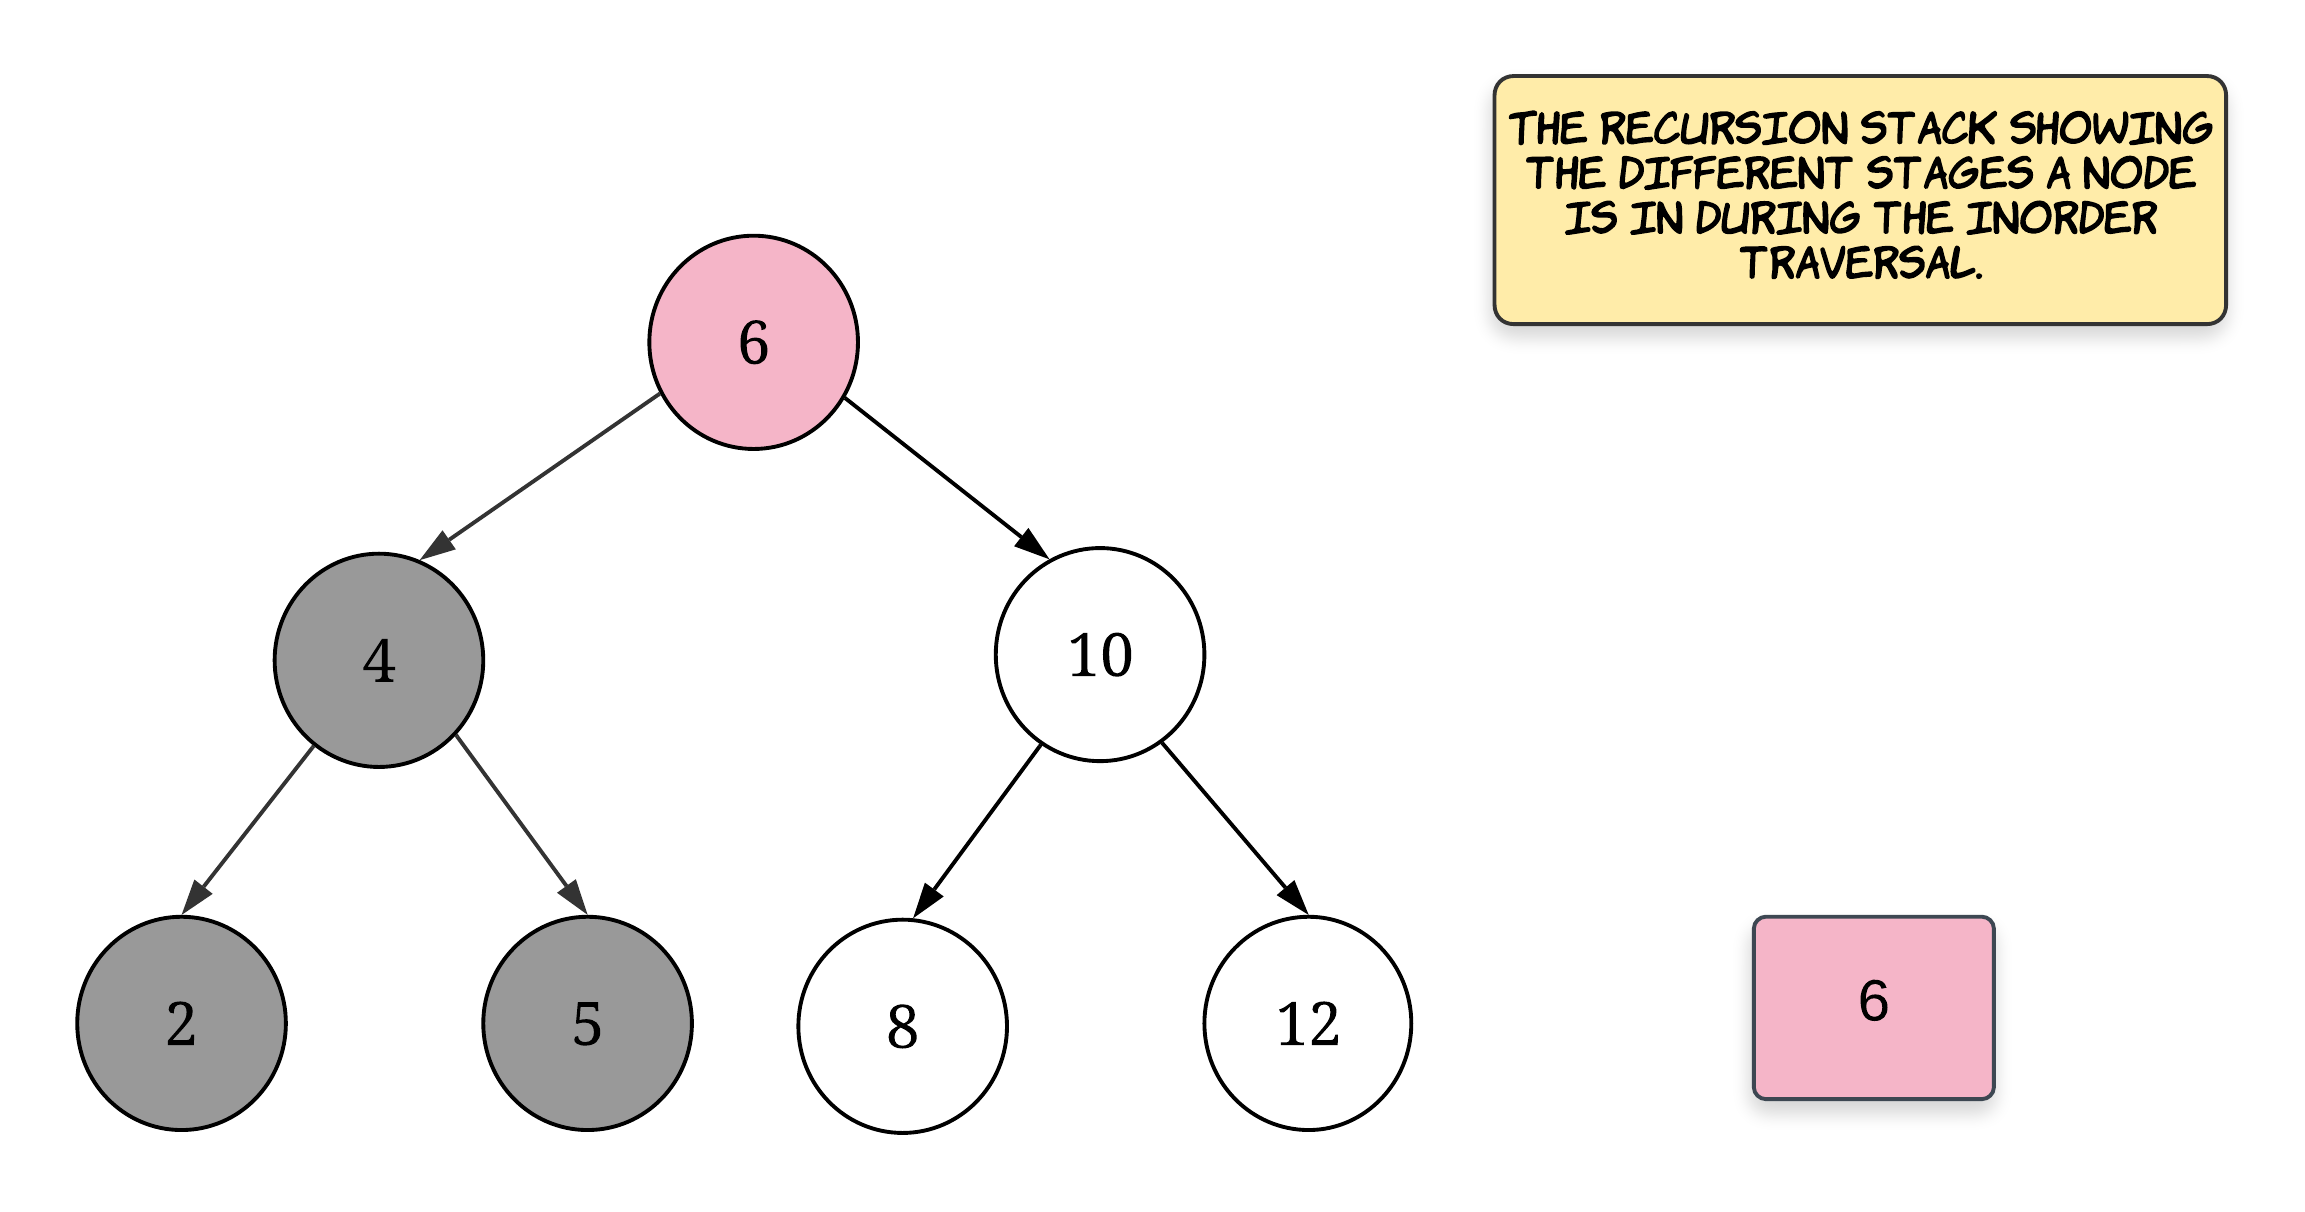 THE RECURSION STACK SHOWING
THE DIFFERENT STAGES A NODE
IS IN DURING THE INORDER
TRAVERSAL.
6
4
10
2
5
8
12
6